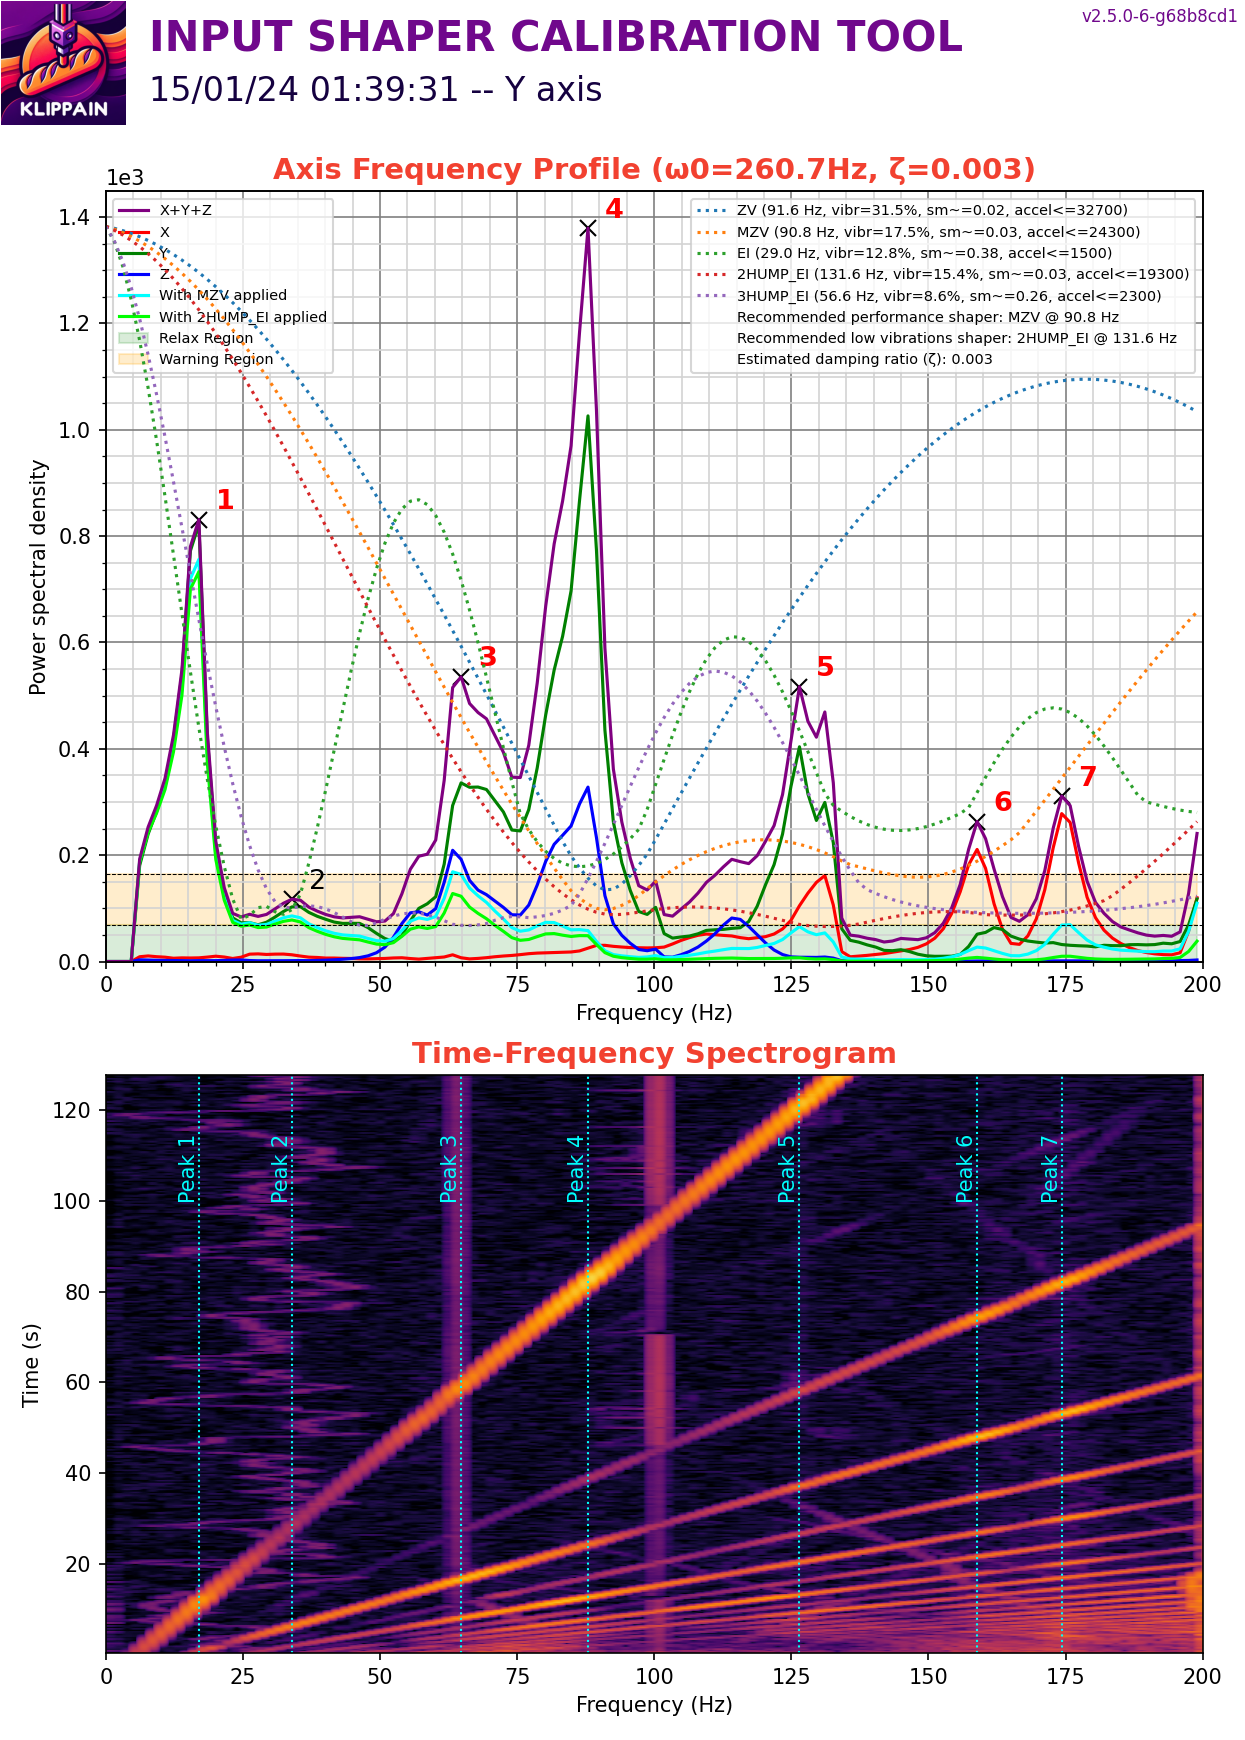 v2.5.0-6-g68b8cd1
INPUT SHAPER CALIBRATION TOOL
15/01/24 01:39:31 -- Y axis
KLIPPAIN
Axis Frequency Profile (ω0=260.7Hz, ζ=0.003)
1e3
X+Y+Z
X
Y
Z
With MZV applied
With 2HUMP_EI applied
Relax Region
Warning Region
ZV (91.6 Hz, vibr=31.5%, sm~=0.02, accel<=32700)
MZV (90.8 Hz, vibr=17.5%, sm~=0.03, accel<=24300)
EI (29.0 Hz, vibr=12.8%, sm~=0.38, accel<=1500)
2HUMP_EI (131.6 Hz, vibr=15.4%, sm~=0.03, accel<=19300)
3HUMP_EI (56.6 Hz, vibr=8.6%, sm~=0.26, accel<=2300)
Recommended performance shaper: MZV @ 90.8 Hz
Recommended low vibrations shaper: 2HUMP_EI @ 131.6 Hz
Estimated damping ratio (ζ): 0.003
1
2
3
4
5
6
7
Power spectral density
1.4
1.2
1.0
0.8
0.6
0.4
0.2
0.0
0 25 50 75 100 125 150 175 200
Frequency (Hz)
Time-Frequency Spectrogram
Peak 1
Peak 2
Peak 3
Peak 4
Peak 5
Peak 6
Peak 7
Time (s)
120
100
80
60
40
20
0 25 50 75 100 125 150 175 200
Frequency (Hz)